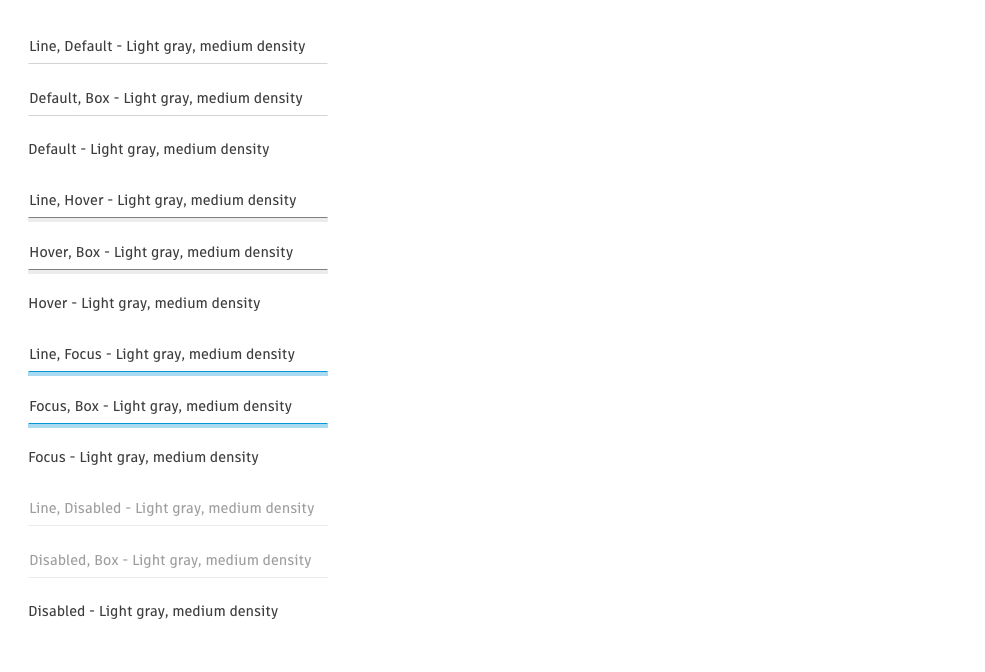 Line, Default - Light gray, medium density
Default, Box - Light gray, medium density
Default - Light gray, medium density
Line, Hover - Light gray, medium density
Hover, Box - Light gray, medium density
Hover - Light gray, medium density
Line, Focus - Light gray, medium density
Focus, Box - Light gray, medium density
Focus - Light gray, medium density
Line, Disabled - Light gray, medium density
Disabled, Box - Light gray, medium density
Disabled - Light gray, medium density